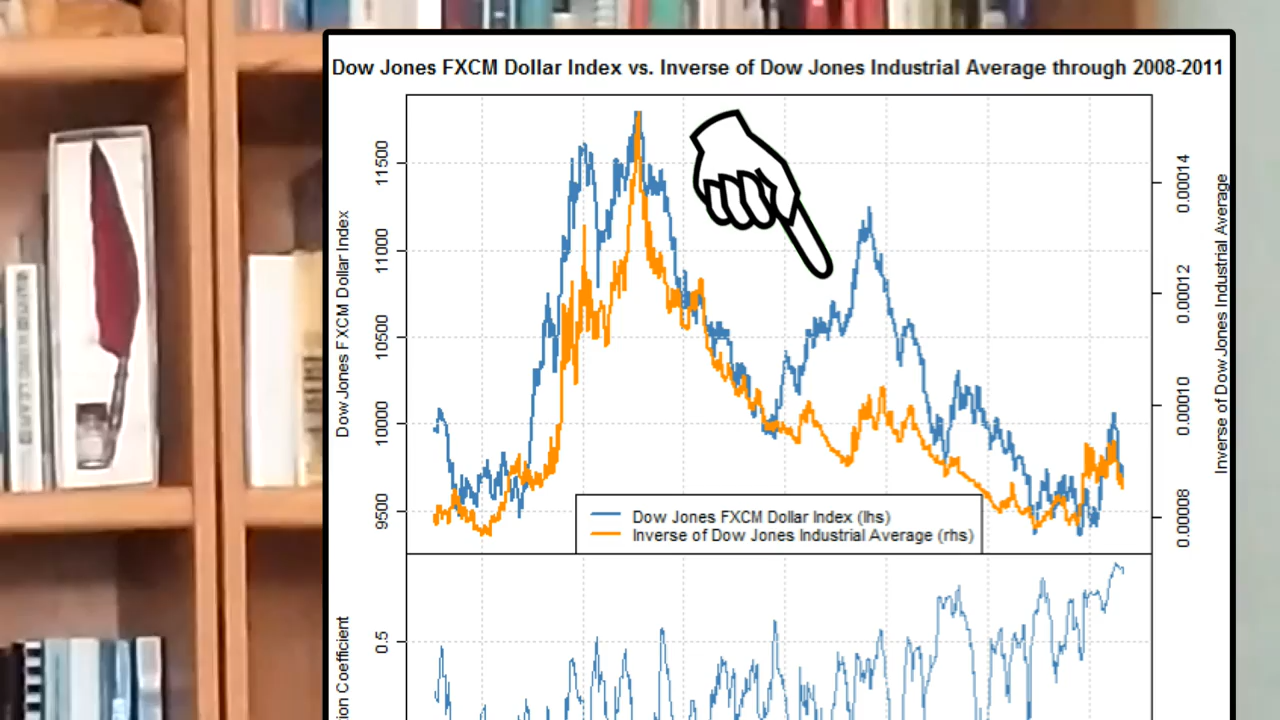 Dow Jones FXCM Dollar Index vs. Inverse of Dow Jones Industrial Average through 2008-2011
Dow Jones FXCM Dollar Index
11500
11000
10500
10000
9500
0.00014
0.00012
0.00010
0.00008
Inverse of Dow Jones Industrial Average
Dow Jones FXCM Dollar Index (lhs)
Inverse of Dow Jones Industrial Average (rhs)
ion Coefficient
0.5